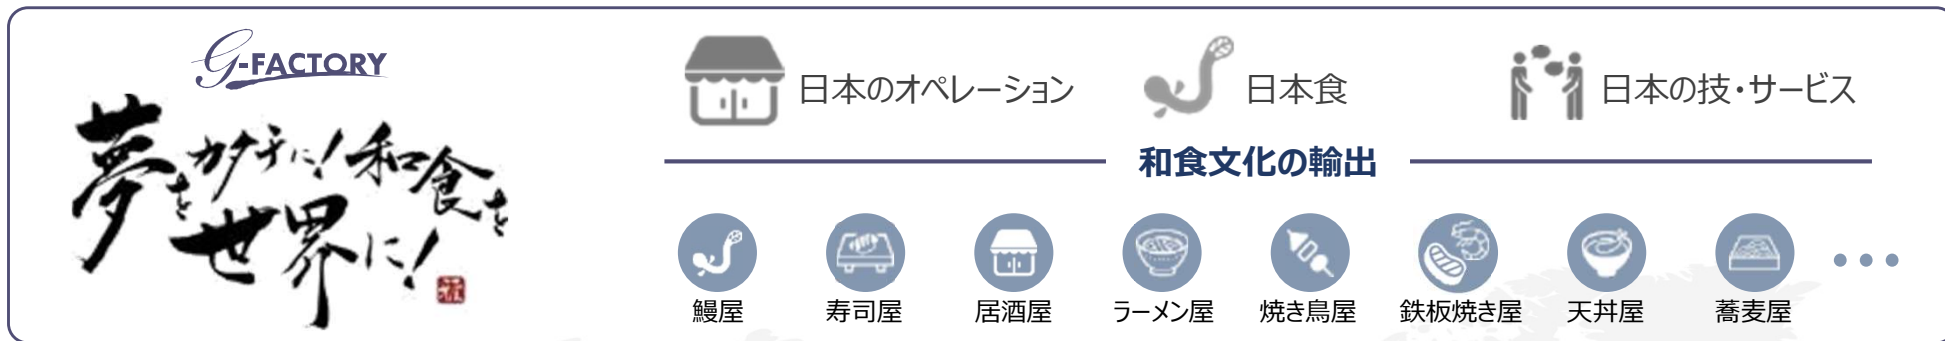 G-FACTORY
夢をカタチに!和食を
世界に!
日本のオペレーション
日本食
日本の技・サービス
和食文化の輸出
鰻屋
寿司屋
居酒屋
ラーメン屋
焼き鳥屋
鉄板焼き屋
天丼屋
蕎麦屋